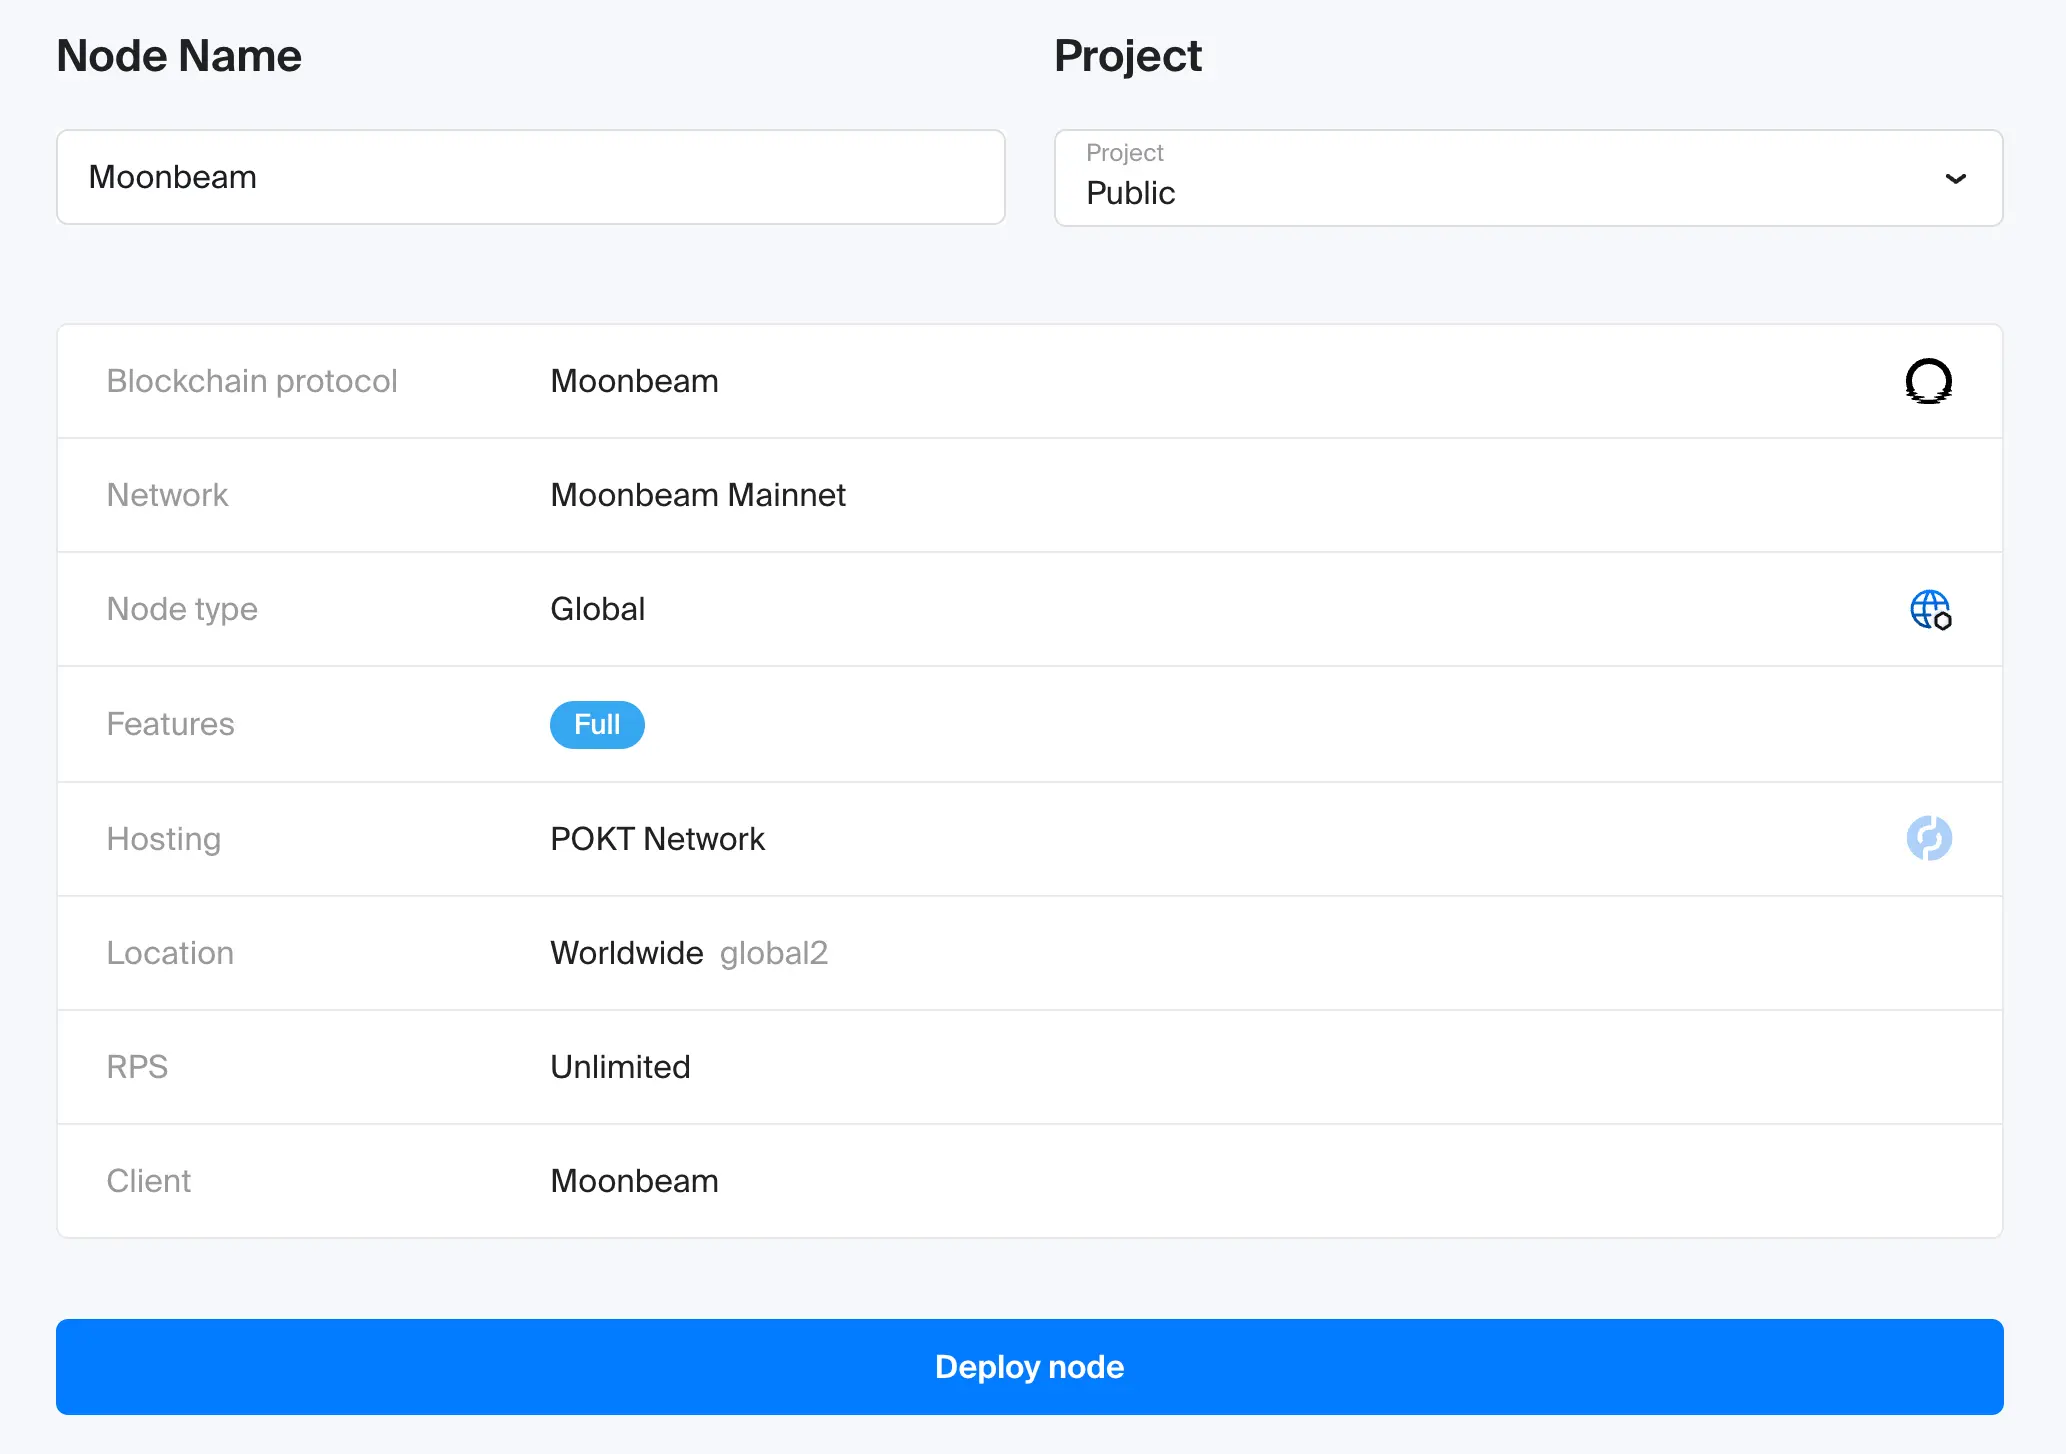 Node Name
Project
Moonbeam
Project
Public
Blockchain protocol Moonbeam
Network Moonbeam Mainnet
Node type Global
Features Full
Hosting POKT Network
Location Worldwide global2
RPS Unlimited
Client Moonbeam
Deploy node